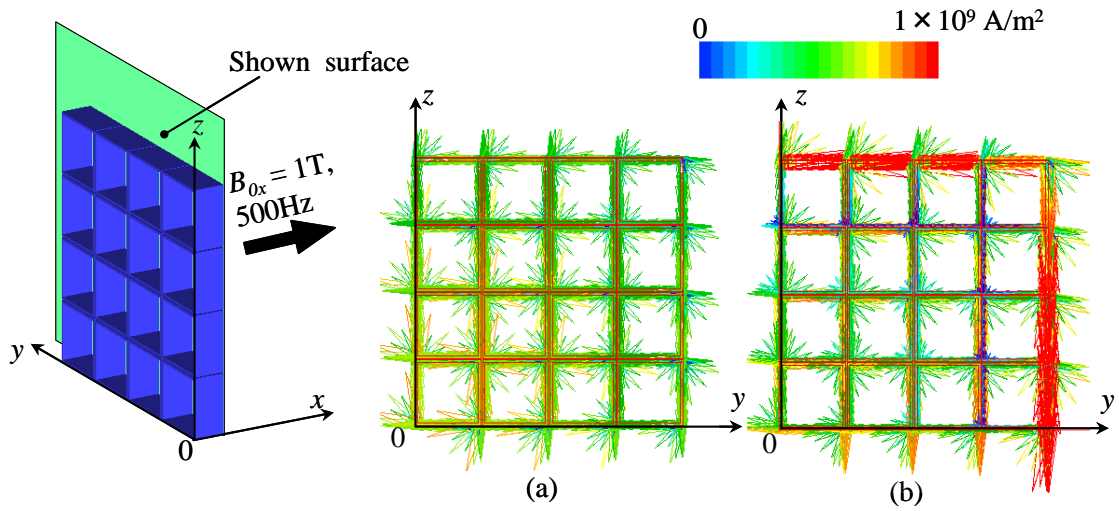 0
1 × 10⁹ A/m²
Shown surface
z
B₀ₓ = 1T,
500Hz
y
x
0
z
y
0
(a)
z
y
0
(b)